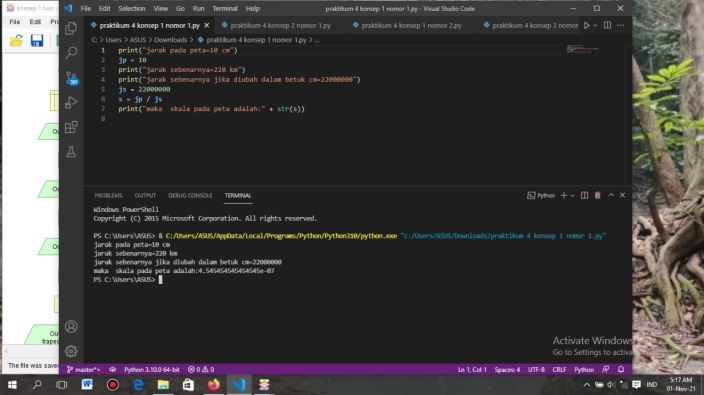 konsep 1 luas
File Edit Selection View Go Run Terminal Help
praktikum 4 konsep 1 nomor 1.py - Visual Studio Code
File Edit
praktikum 4 konsep 1 nomor 1.py
praktikum 4 konsep 2 nomor 1.py
praktikum 4 konsep 1 nomor 2.py
praktikum 4 konsep 2 nomor
C: > Users > ASUS > Downloads > praktikum 4 konsep 1 nomor 1.py > ...
1 print("jarak pada peta=10 cm")
2 jp = 10
3 print("jarak sebenarnya=220 km")
4 print("jarak sebenarnya jika diubah dalam betuk cm=22000000")
5 js = 22000000
6 s = jp / js
7 print("maka skala pada peta adalah:" + str(s))
8
PROBLEMS OUTPUT DEBUG CONSOLE TERMINAL
Python
Windows PowerShell
Copyright (C) 2015 Microsoft Corporation. All rights reserved.
PS C:\Users\ASUS> & C:/Users/ASUS/AppData/Local/Programs/Python/Python310/python.exe "c:/Users/ASUS/Downloads/praktikum 4 konsep 1 nomor 1.py"
jarak pada peta=10 cm
jarak sebenarnya=220 km
jarak sebenarnya jika diubah dalam betuk cm=22000000
maka skala pada peta adalah:4.545454545454545e-07
PS C:\Users\ASUS>
Activate Windows
Go to Settings to activa
The file was save
master*+
Python 3.10.0 64-bit
0 0
Ln 1, Col 1 Spaces: 4 UTF-8 CRLF Python
IND
5:17 AM
01-Nov-21